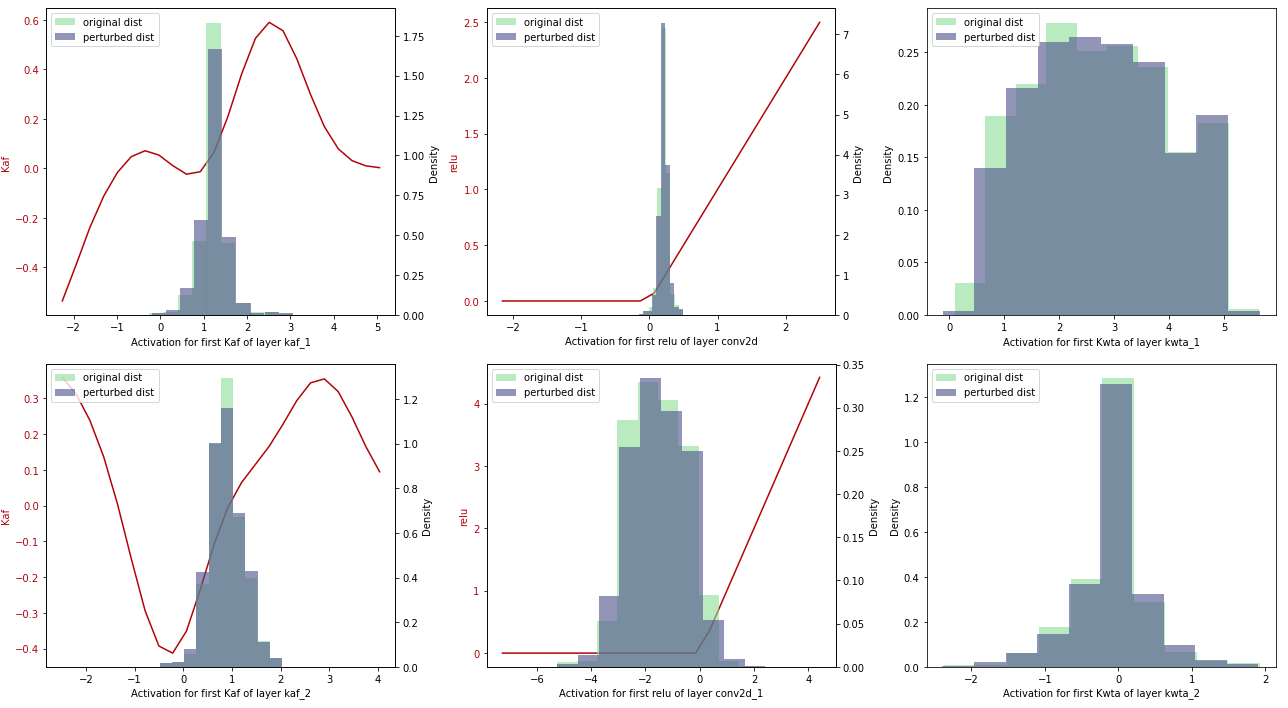 original dist
perturbed dist
0.6
0.4
0.2
0.0
−0.2
−0.4
Kaf
1.75
1.50
1.25
1.00
0.75
0.50
0.25
0.00
Density
−2 −1 0 1 2 3 4 5
Activation for first Kaf of layer kaf_1
original dist
perturbed dist
2.5
2.0
1.5
1.0
0.5
0.0
relu
7
6
5
4
3
2
1
0
Density
−2 −1 0 1 2
Activation for first relu of layer conv2d
original dist
perturbed dist
0.25
0.20
0.15
0.10
0.05
0.00
Density
0 1 2 3 4 5
Activation for first Kwta of layer kwta_1
original dist
perturbed dist
0.3
0.2
0.1
0.0
−0.1
−0.2
−0.3
−0.4
Kaf
1.2
1.0
0.8
0.6
0.4
0.2
0.0
Density
−2 −1 0 1 2 3 4
Activation for first Kaf of layer kaf_2
original dist
perturbed dist
4
3
2
1
0
relu
0.35
0.30
0.25
0.20
0.15
0.10
0.05
0.00
Density
−6 −4 −2 0 2 4
Activation for first relu of layer conv2d_1
original dist
perturbed dist
1.2
1.0
0.8
0.6
0.4
0.2
0.0
Density
−2 −1 0 1 2
Activation for first Kwta of layer kwta_2